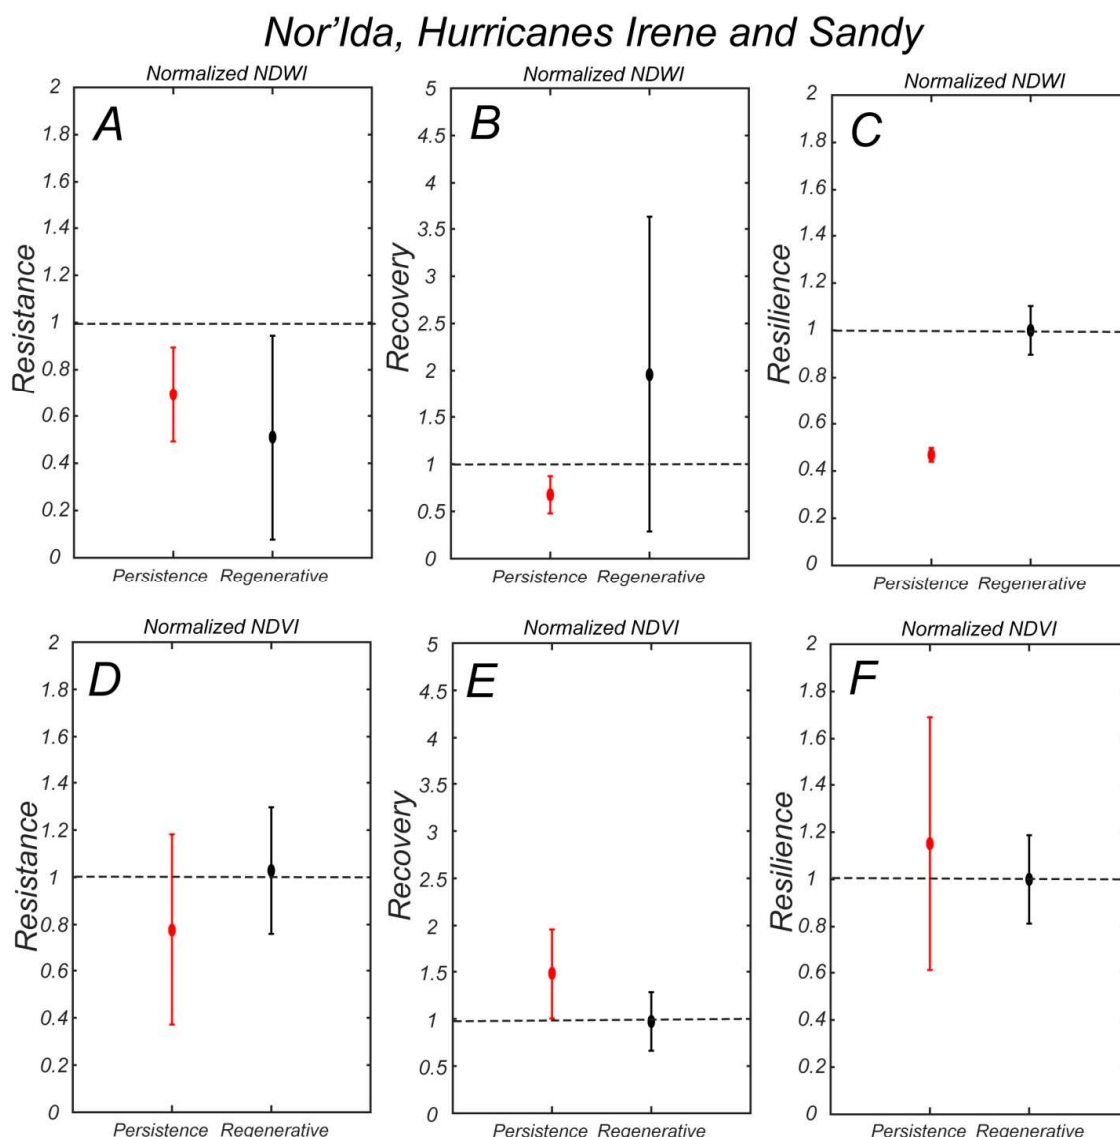 Nor'Ida, Hurricanes Irene and Sandy
Normalized NDWI
A
Resistance
2
1.8
1.6
1.4
1.2
1
0.8
0.6
0.4
0.2
0
Persistence Regenerative
Normalized NDWI
B
Recovery
5
4.5
4
3.5
3
2.5
2
1.5
1
0.5
0
Persistence Regenerative
Normalized NDWI
C
Resilience
2
1.8
1.6
1.4
1.2
1
0.8
0.6
0.4
0.2
0
Persistence Regenerative
Normalized NDVI
D
Resistance
2
1.8
1.6
1.4
1.2
1
0.8
0.6
0.4
0.2
0
Persistence Regenerative
Normalized NDVI
E
Recovery
5
4.5
4
3.5
3
2.5
2
1.5
1
0.5
0
Persistence Regenerative
Normalized NDVI
F
Resilience
2
1.8
1.6
1.4
1.2
1
0.8
0.6
0.4
0.2
0
Persistence Regenerative